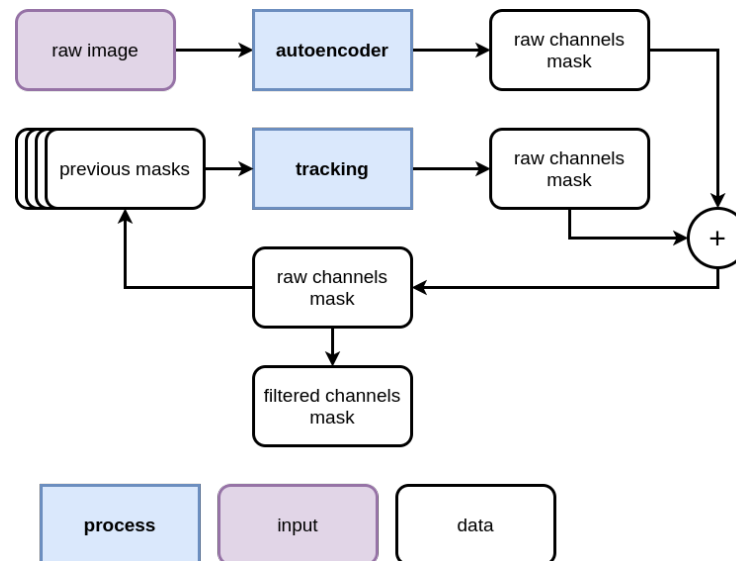 raw image
autoencoder
raw channels
mask
previous masks
tracking
raw channels
mask
+
raw channels
mask
filtered channels
mask
process
input
data